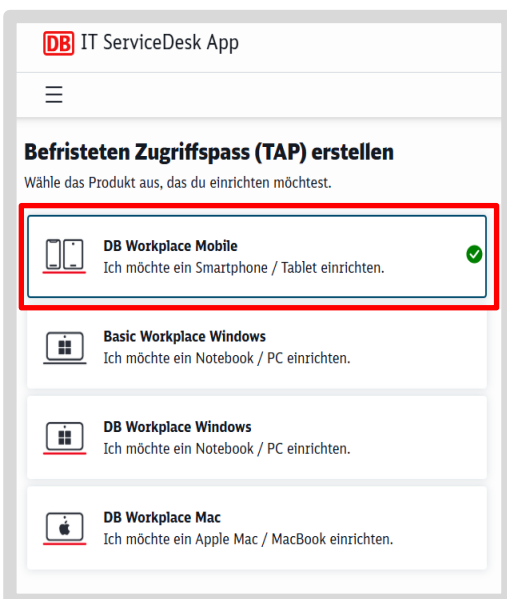 DB IT ServiceDesk App
Befristeten Zugriffspass (TAP) erstellen
Wähle das Produkt aus, das du einrichten möchtest.
DB Workplace Mobile
Ich möchte ein Smartphone / Tablet einrichten.
Basic Workplace Windows
Ich möchte ein Notebook / PC einrichten.
DB Workplace Windows
Ich möchte ein Notebook / PC einrichten.
DB Workplace Mac
Ich möchte ein Apple Mac / MacBook einrichten.